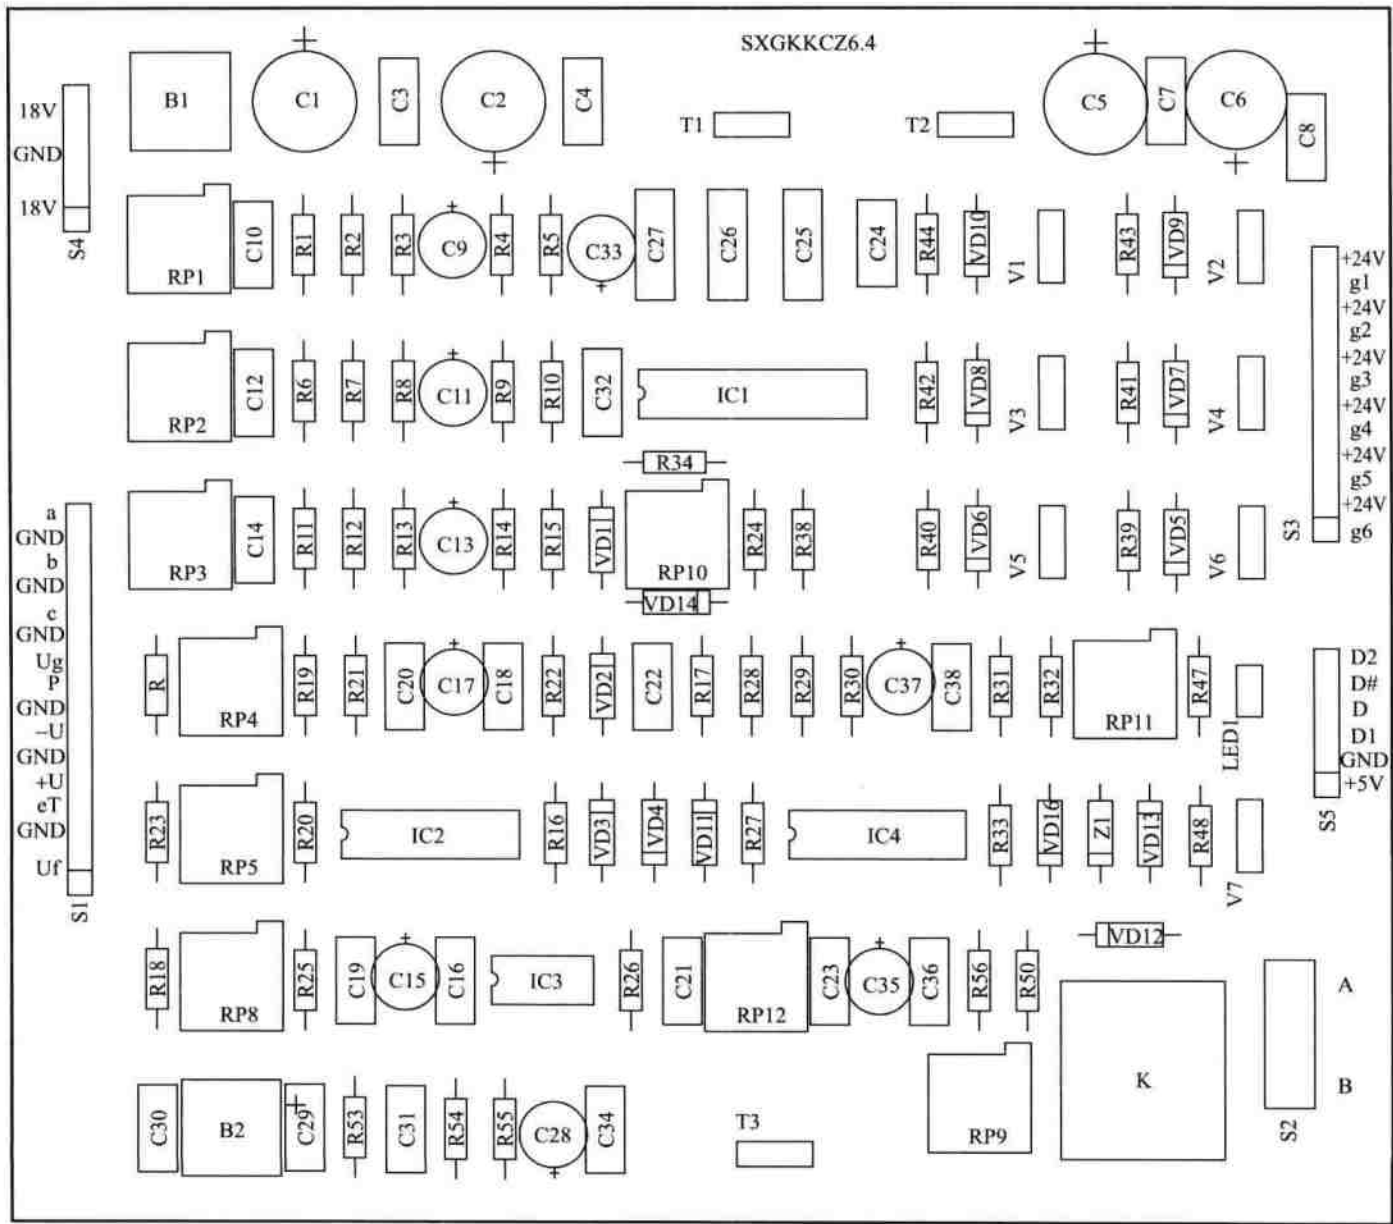 SXGKKCZ6.4
B1 C1 C3 C2 C4 T1 T2 C5 C7 C6 C8
18V
GND
18V
S4
RP1 C10 R1 R2 R3 C9 R4 R5 C33 C27 C26 C25 C24 R44 VD10 V1 R43 VD9 V2
RP2 C12 R6 R7 R8 C11 R9 R10 C32 IC1 R42 VD8 V3 R41 VD7 V4
+24V
g1
+24V
g2
+24V
g3
+24V
g4
+24V
g5
+24V
g6
S3
R34
RP3 C14 R11 R12 R13 C13 R14 R15 VD1 RP10 R24 R38 R40 VD6 V5 R39 VD5 V6
VD14
a
GND
b
GND
c
GND
Ug
P
GND
−U
GND
+U
eT
GND
Uf
S1
R RP4 R19 R21 C20 C17 C18 R22 VD2 C22 R17 R28 R29 R30 C37 C38 R31 R32 RP11 R47 LED1
D2
D#
D
D1
GND
+5V
S5
R23 RP5 R20 IC2 R16 VD3 VD4 VD11 R27 IC4 R33 VD16 Z1 VD13 R48 V7
VD12
R18 RP8 R25 C19 C15 C16 IC3 R26 C21 RP12 C23 C35 C36 R56 R50
A
K
B
S2
C30 B2 C29 R53 C31 R54 R55 C28 C34 T3 RP9